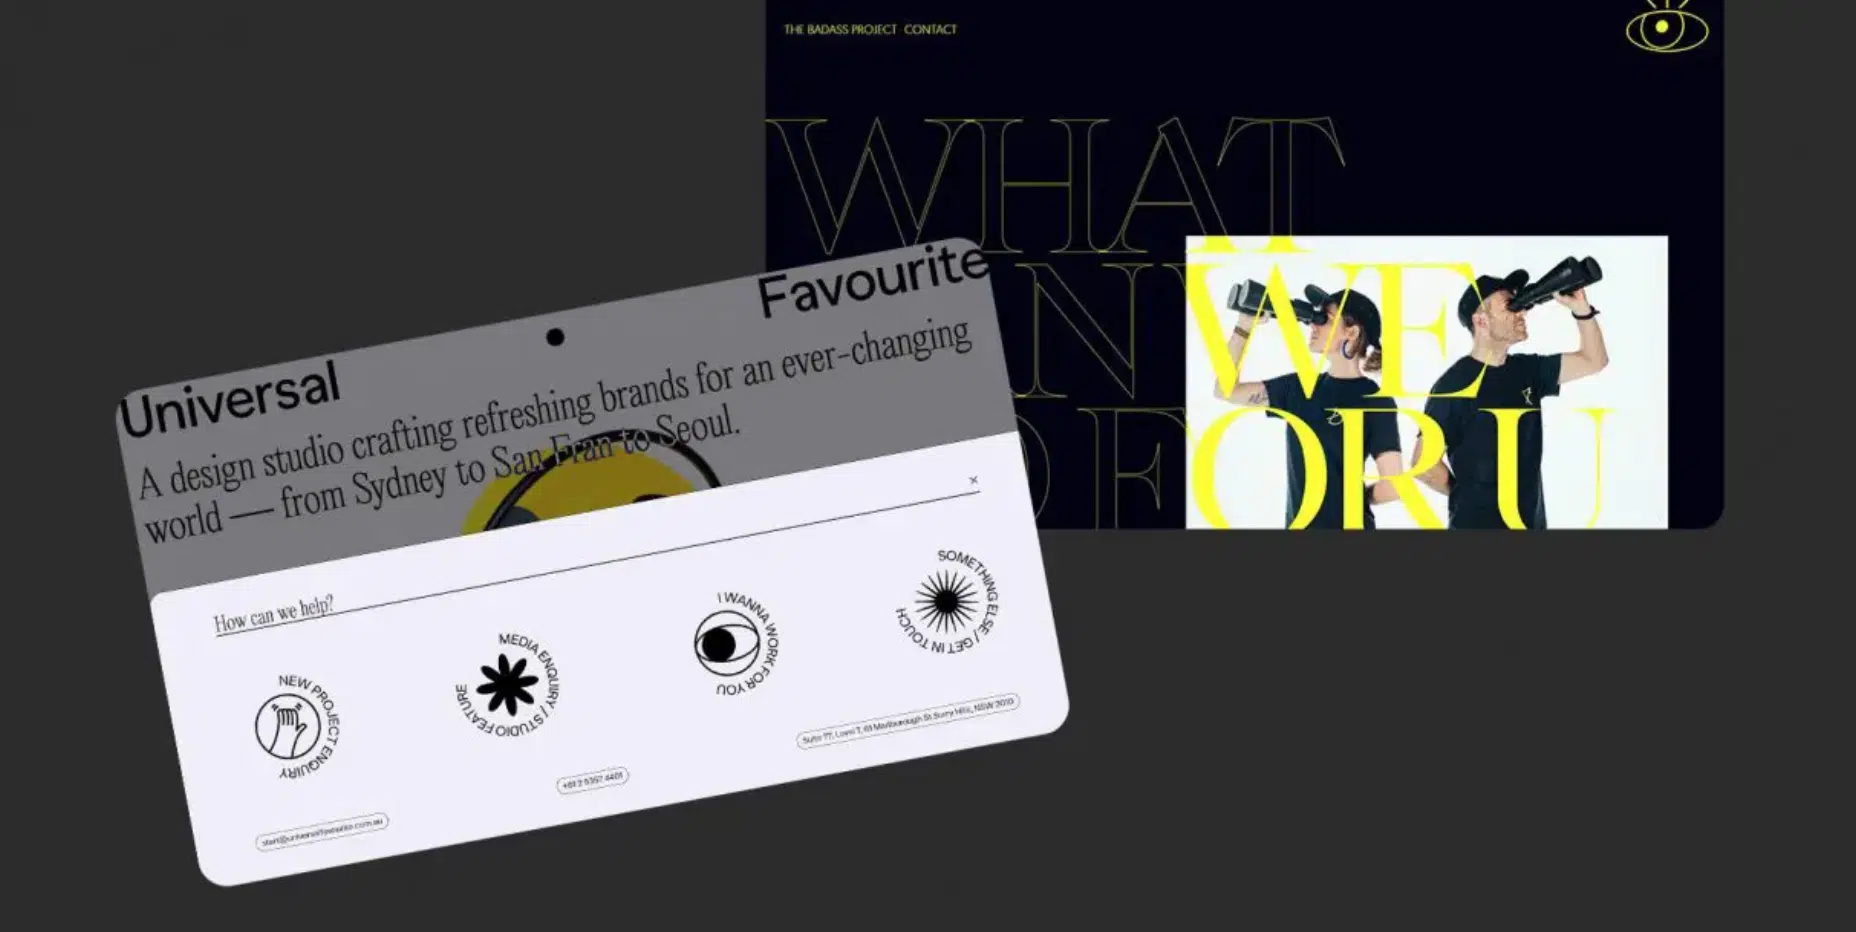 THE BADASS PROJECT CONTACT
WHAT
WE
FOR U
Universal
Favourite
A design studio crafting refreshing brands for an ever-changing
world — from Sydney to San Fran to Seoul.
×
How can we help?
NEW PROJECT ENQUIRY
MEDIA ENQUIRY / STUDIO FEATURE
I WANNA WORK FOR YOU
SOMETHING ELSE / GET IN TOUCH